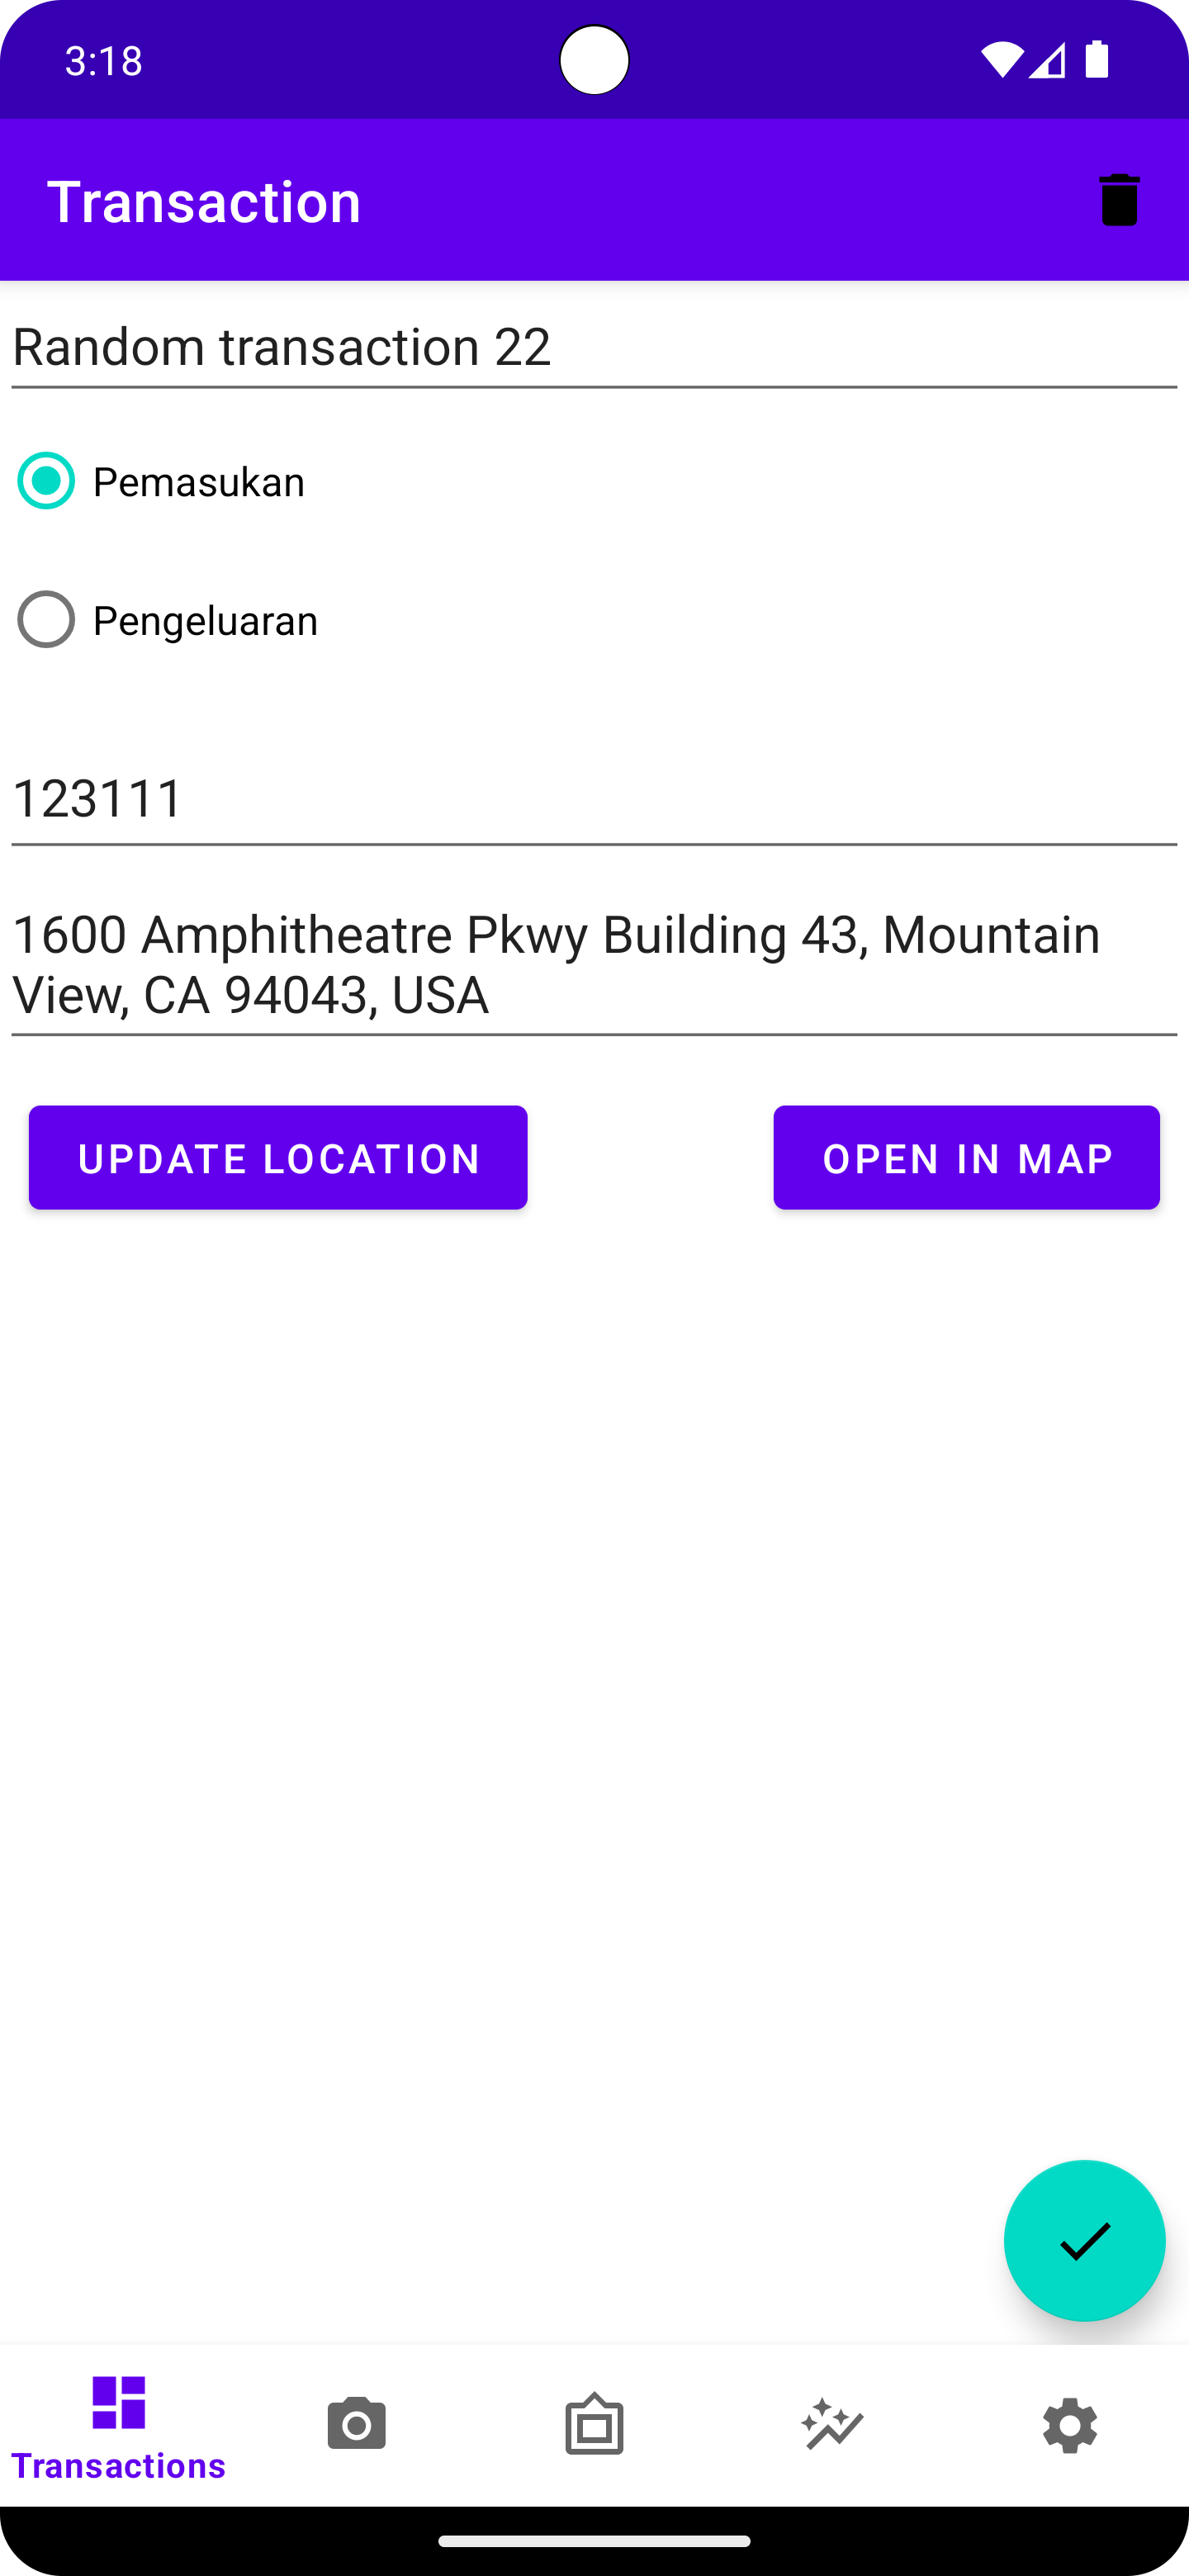 3:18
Transaction
Random transaction 22
Pemasukan
Pengeluaran
123111
1600 Amphitheatre Pkwy Building 43, Mountain
View, CA 94043, USA
UPDATE LOCATION
OPEN IN MAP
Transactions